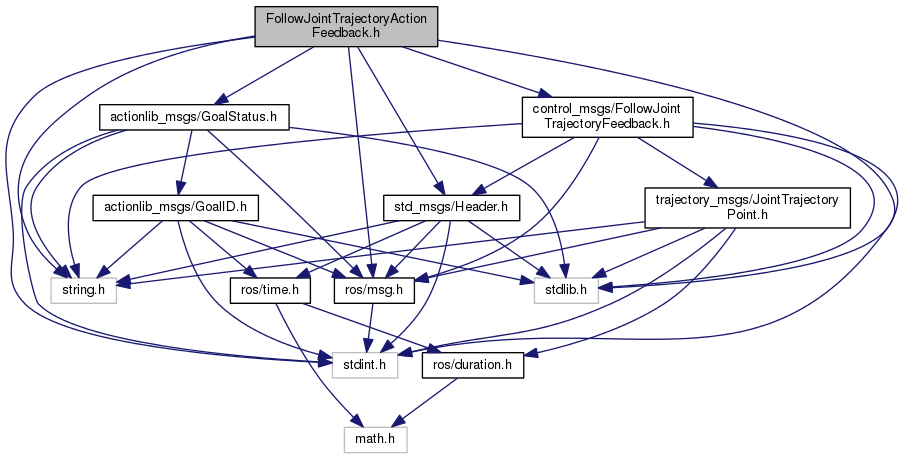 FollowJointTrajectoryAction
Feedback.h
actionlib_msgs/GoalStatus.h
control_msgs/FollowJoint
TrajectoryFeedback.h
actionlib_msgs/GoalID.h
std_msgs/Header.h
trajectory_msgs/JointTrajectory
Point.h
string.h
ros/time.h
ros/msg.h
stdlib.h
stdint.h
ros/duration.h
math.h